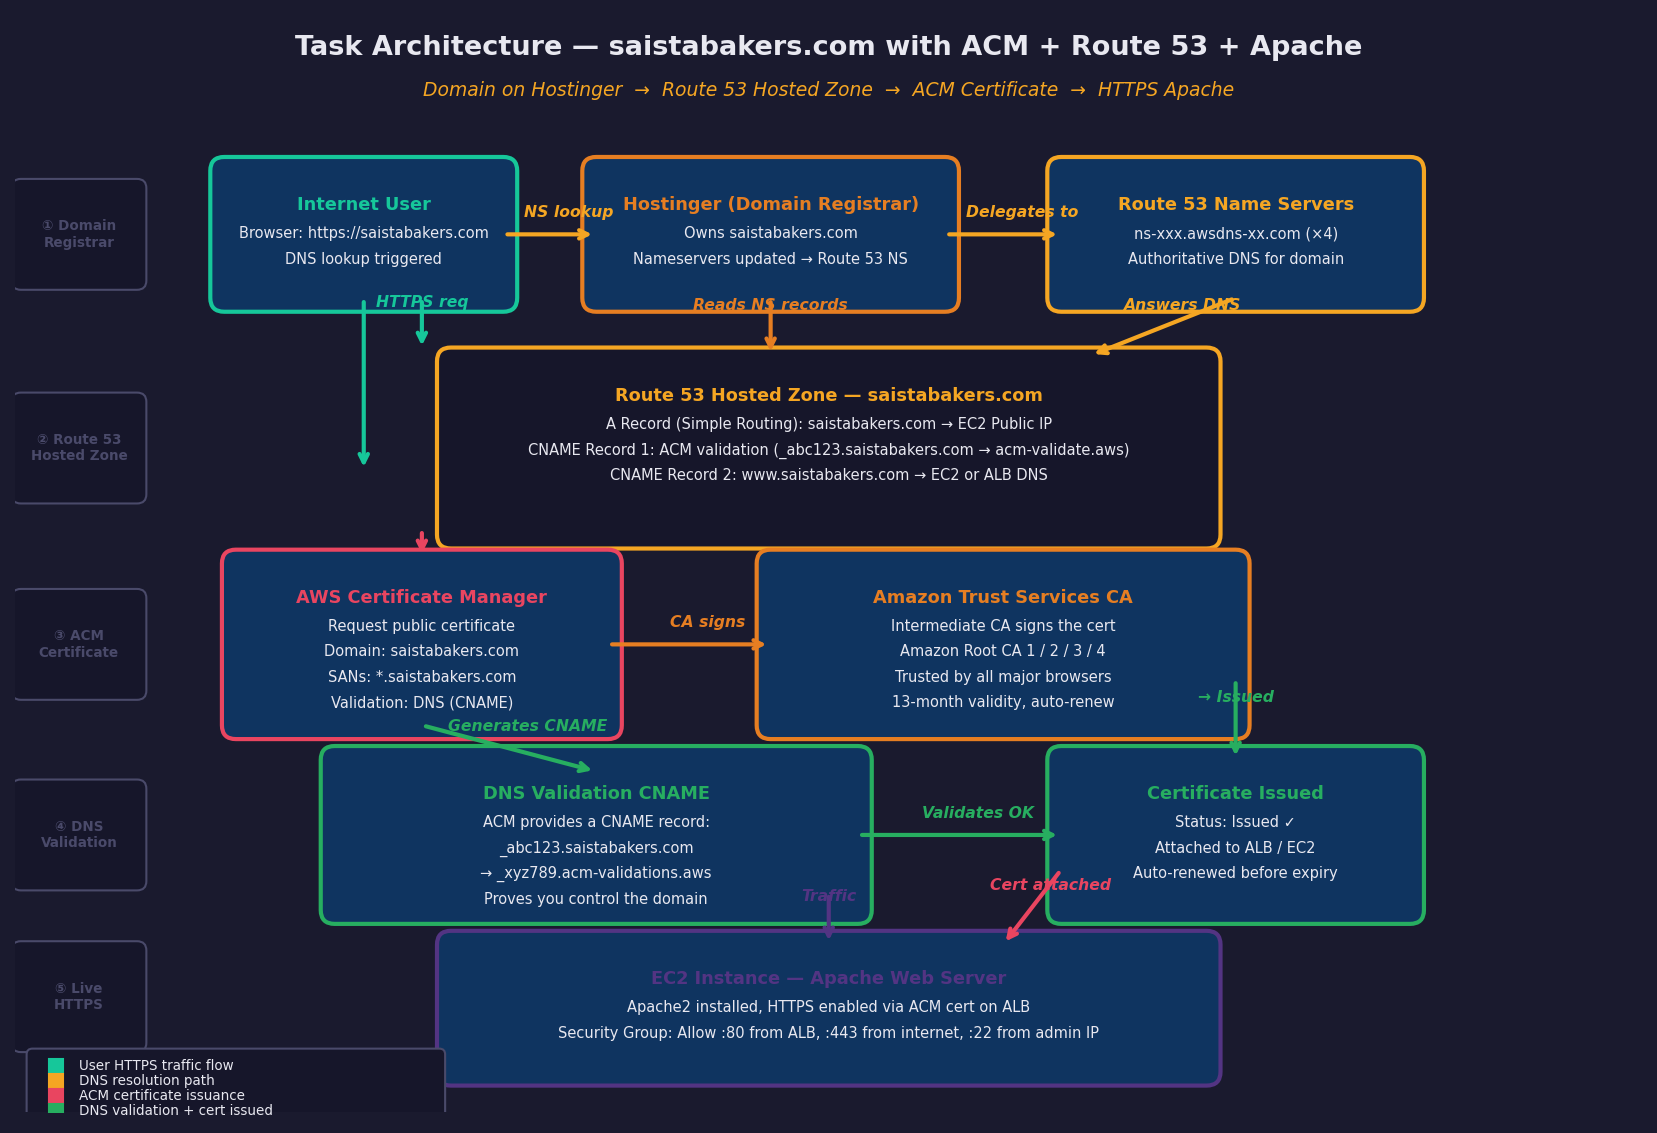 Task Architecture — saistabakers.com with ACM + Route 53 + Apache
Domain on Hostinger → Route 53 Hosted Zone → ACM Certificate → HTTPS Apache
① Domain
Registrar
Internet User
Browser: https://saistabakers.com
DNS lookup triggered
NS lookup
Hostinger (Domain Registrar)
Owns saistabakers.com
Nameservers updated → Route 53 NS
Delegates to
Route 53 Name Servers
ns-xxx.awsdns-xx.com (×4)
Authoritative DNS for domain
HTTPS req
Reads NS records
Answers DNS
② Route 53
Hosted Zone
Route 53 Hosted Zone — saistabakers.com
A Record (Simple Routing): saistabakers.com → EC2 Public IP
CNAME Record 1: ACM validation (_abc123.saistabakers.com → acm-validate.aws)
CNAME Record 2: www.saistabakers.com → EC2 or ALB DNS
③ ACM
Certificate
AWS Certificate Manager
Request public certificate
Domain: saistabakers.com
SANs: *.saistabakers.com
Validation: DNS (CNAME)
CA signs
Amazon Trust Services CA
Intermediate CA signs the cert
Amazon Root CA 1 / 2 / 3 / 4
Trusted by all major browsers
13-month validity, auto-renew
→ Issued
Generates CNAME
④ DNS
Validation
DNS Validation CNAME
ACM provides a CNAME record:
_abc123.saistabakers.com
→ _xyz789.acm-validations.aws
Proves you control the domain
Validates OK
Certificate Issued
Status: Issued ✓
Attached to ALB / EC2
Auto-renewed before expiry
Traffic
Cert attached
⑤ Live
HTTPS
EC2 Instance — Apache Web Server
Apache2 installed, HTTPS enabled via ACM cert on ALB
Security Group: Allow :80 from ALB, :443 from internet, :22 from admin IP
User HTTPS traffic flow
DNS resolution path
ACM certificate issuance
DNS validation + cert issued